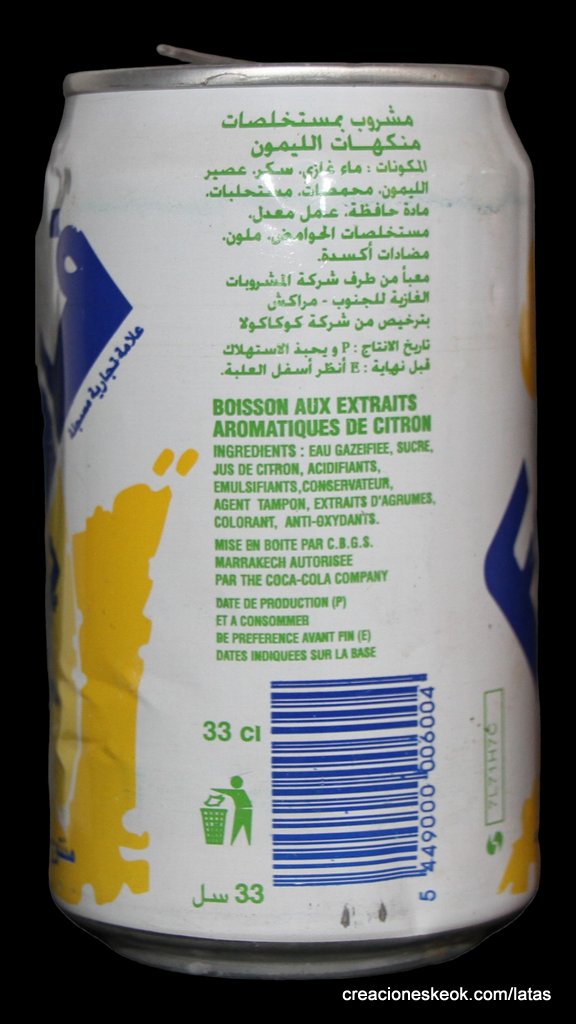 مشروب بمستخلصات
منكهات الليمون
المكونات : ماء غازي، سكر، عصير
الليمون، محمضات، مستحلبات،
مادة حافظة، عامل معدل،
مستخلصات الحوامض، ملون،
مضادات أكسدة.
معبأ من طرف شركة المشروبات
الغازية للجنوب - مراكش
بترخيص من شركة كوكاكولا
تاريخ الانتاج : P و يحبذ الاستهلاك
قبل نهاية : E أنظر أسفل العلبة.
علامة تجارية مسجلة
BOISSON AUX EXTRAITS
AROMATIQUES DE CITRON
INGREDIENTS : EAU GAZEIFIEE, SUCRE,
JUS DE CITRON, ACIDIFIANTS,
EMULSIFIANTS,CONSERVATEUR,
AGENT TAMPON, EXTRAITS D'AGRUMES,
COLORANT, ANTI-OXYDANTS.
MISE EN BOITE PAR C.B.G.S.
MARRAKECH AUTORISEE
PAR THE COCA-COLA COMPANY
DATE DE PRODUCTION (P)
ET A CONSOMMER
DE PREFERENCE AVANT FIN (E)
DATES INDIQUEES SUR LA BASE
33 cl
5 449000 006004
7L71H7C
33 سل
creacioneskeok.com/latas